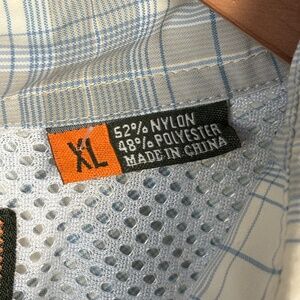 XL
52% NYLON
48% POLYESTER
MADE IN CHINA